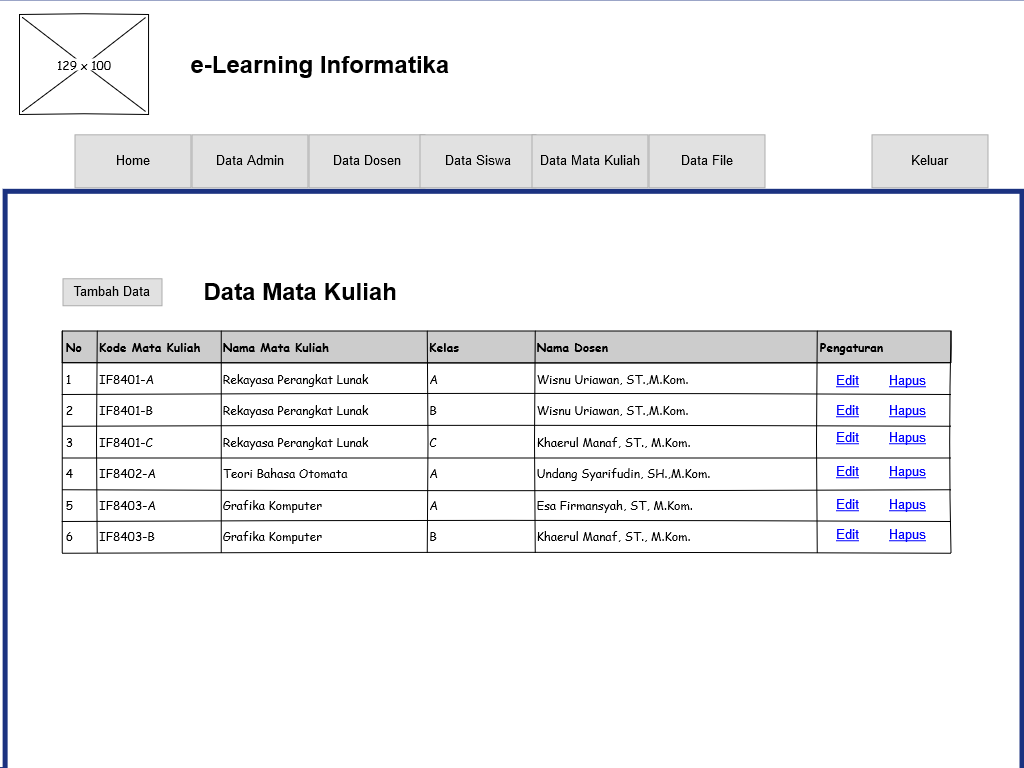 129 x 100
e-Learning Informatika
Home Data Admin Data Dosen Data Siswa Data Mata Kuliah Data File Keluar
Tambah Data Data Mata Kuliah
No Kode Mata Kuliah Nama Mata Kuliah Kelas Nama Dosen Pengaturan
1 IF8401-A Rekayasa Perangkat Lunak A Wisnu Uriawan, ST.,M.Kom. Edit Hapus
2 IF8401-B Rekayasa Perangkat Lunak B Wisnu Uriawan, ST.,M.Kom. Edit Hapus
3 IF8401-C Rekayasa Perangkat Lunak C Khaerul Manaf, ST., M.Kom. Edit Hapus
4 IF8402-A Teori Bahasa Otomata A Undang Syarifudin, SH.,M.Kom. Edit Hapus
5 IF8403-A Grafika Komputer A Esa Firmansyah, ST, M.Kom. Edit Hapus
6 IF8403-B Grafika Komputer B Khaerul Manaf, ST., M.Kom. Edit Hapus